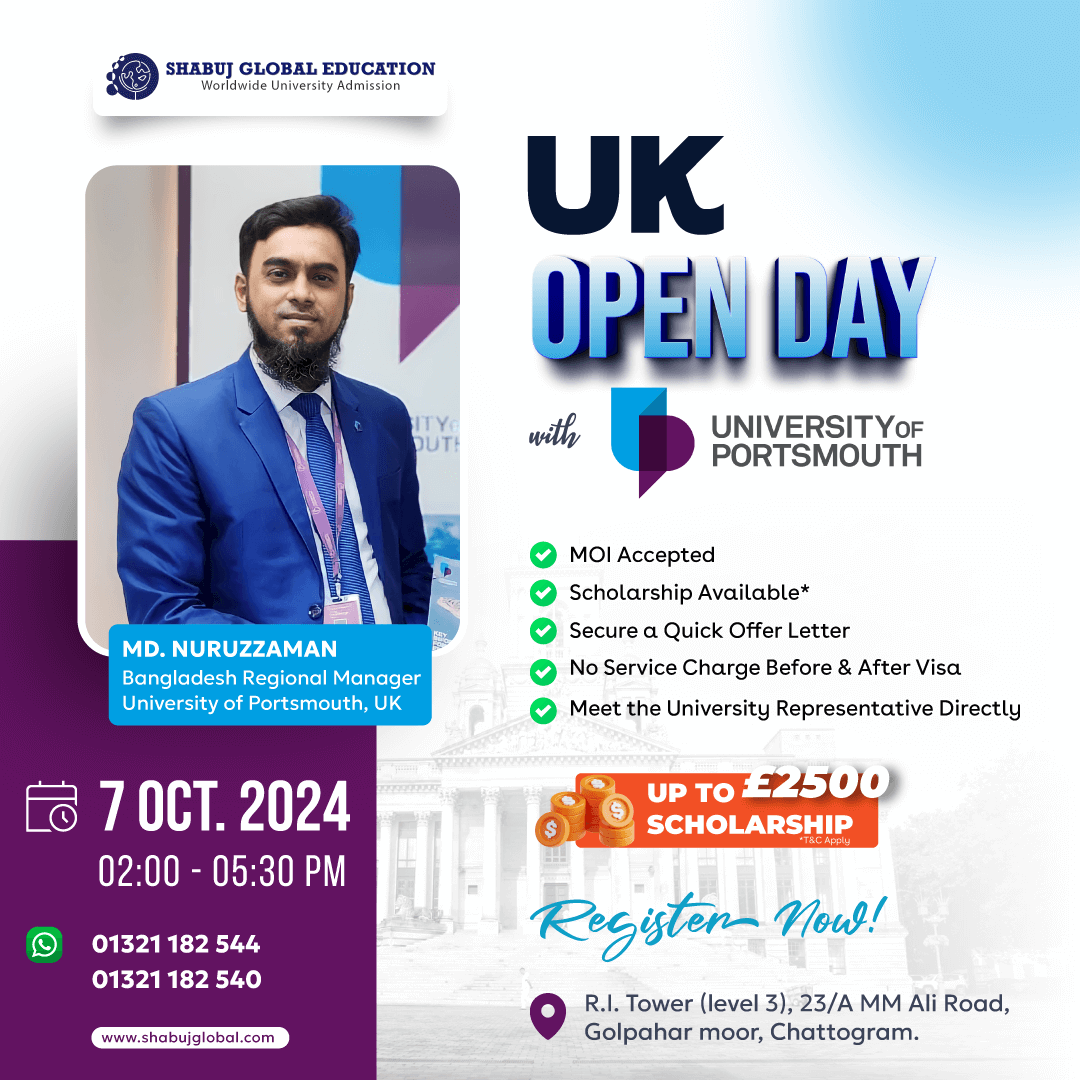 SHABUJ GLOBAL EDUCATION
Worldwide University Admission
UK
OPEN DAY
with
UNIVERSITY OF
PORTSMOUTH
MD. NURUZZAMAN
Bangladesh Regional Manager
University of Portsmouth, UK
MOI Accepted
Scholarship Available*
Secure a Quick Offer Letter
No Service Charge Before & After Visa
Meet the University Representative Directly
7 OCT. 2024
02:00 - 05:30 PM
UP TO £2500
SCHOLARSHIP
*T&C Apply
Register Now!
01321 182 544
01321 182 540
www.shabujglobal.com
R.I. Tower (level 3), 23/A MM Ali Road,
Golpahar moor, Chattogram.